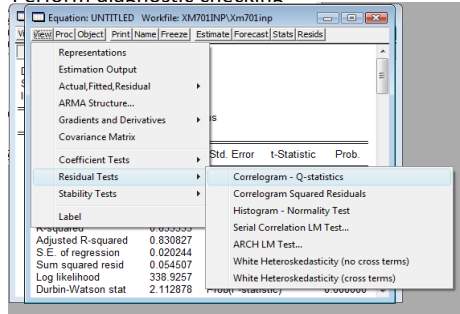 Perform diagnostic checking
Equation: UNTITLED Workfile: XM701INP\Xm701inp
View Proc Object Print Name Freeze Estimate Forecast Stats Resids
Representations
Estimation Output
Actual,Fitted,Residual
ARMA Structure...
Gradients and Derivatives
Covariance Matrix
Std. Error t-Statistic Prob.
Coefficient Tests
Residual Tests
Stability Tests
Label
Correlogram - Q-statistics
Correlogram Squared Residuals
Histogram - Normality Test
Serial Correlation LM Test...
ARCH LM Test...
White Heteroskedasticity (no cross terms)
White Heteroskedasticity (cross terms)
R-squared
Adjusted R-squared 0.830827
S.E. of regression 0.020244
Sum squared resid 0.054507
Log likelihood 338.9257
Durbin-Watson stat 2.112878 Prob(F-statistic) 0.000000